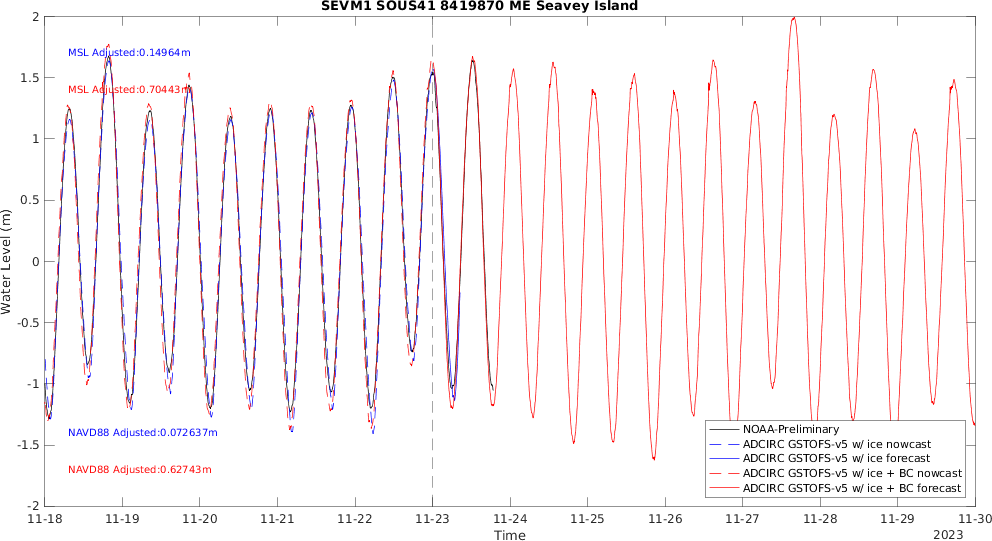 SEVM1 SOUS41 8419870 ME Seavey Island
2
1.5
1
0.5
0
-0.5
-1
-1.5
-2
Water Level (m)
MSL Adjusted:0.14964m
MSL Adjusted:0.70443m
NAVD88 Adjusted:0.072637m
NAVD88 Adjusted:0.62743m
NOAA-Preliminary
ADCIRC GSTOFS-v5 w/ ice nowcast
ADCIRC GSTOFS-v5 w/ ice forecast
ADCIRC GSTOFS-v5 w/ ice + BC nowcast
ADCIRC GSTOFS-v5 w/ ice + BC forecast
11-18 11-19 11-20 11-21 11-22 11-23 11-24 11-25 11-26 11-27 11-28 11-29 11-30
Time
2023